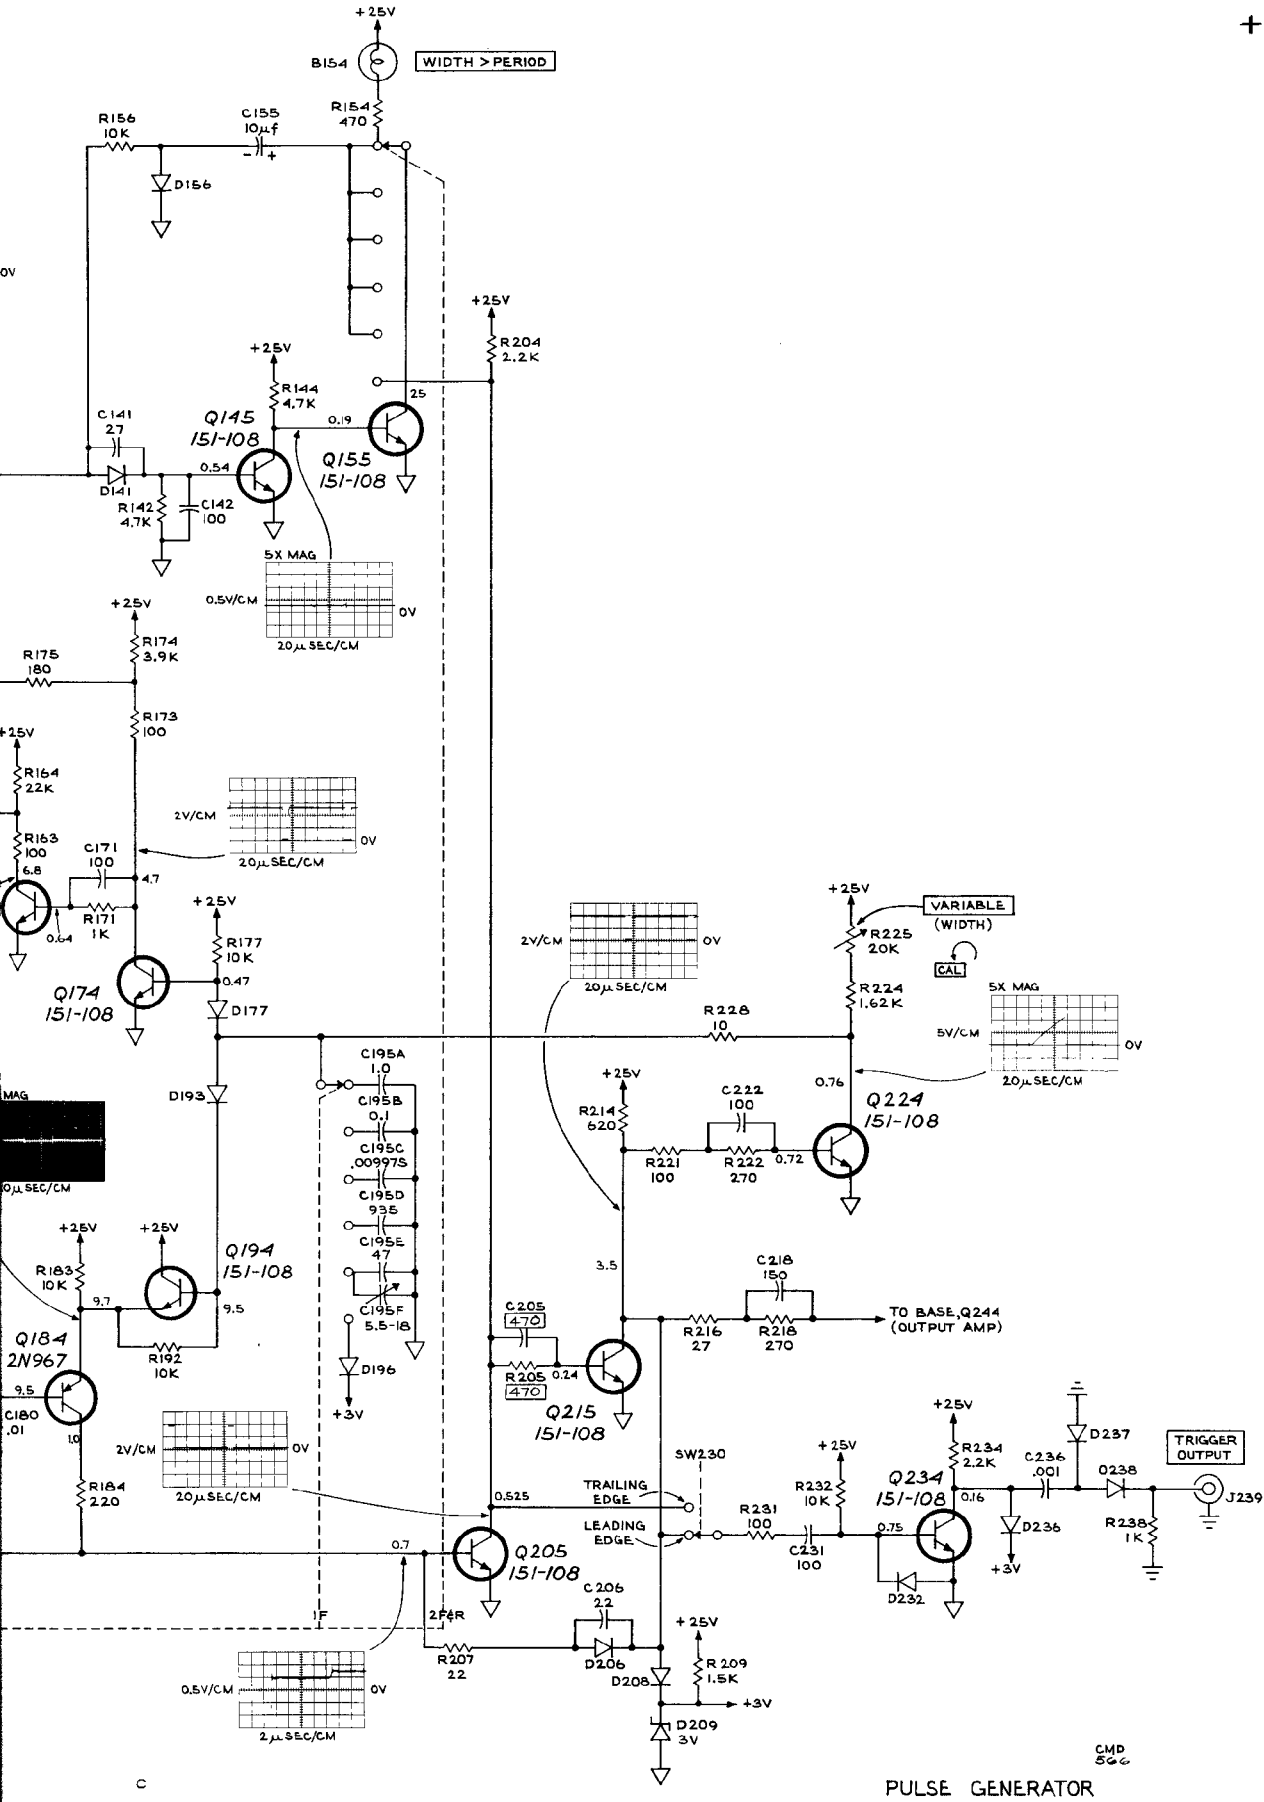 +25V
+
B154
WIDTH > PERIOD
R154
470
R156
10K
C155
10µf
- +
D156
0V
+25V
R204
2.2K
+25V
R144
4.7K
25
C141
27
Q145
151-108
0.19
0.54
Q155
151-108
D141
R142
4.7K
C142
100
5X MAG
0.5V/CM
0V
20µSEC/CM
+25V
R174
3.9K
R175
180
R173
100
+25V
R164
22K
2V/CM
0V
20µSEC/CM
R163
100
6.8
C171
100
4.7
R171
1K
0.64
+25V
R177
10K
0.47
Q174
151-108
D177
2V/CM
0V
20µSEC/CM
+25V
VARIABLE
(WIDTH)
R225
20K
CAL
R224
1.62K
5X MAG
5V/CM
0V
20µSEC/CM
R228
10
D193
C195A
1.0
C195B
0.1
C195C
.00997S
C195D
935
C195E
47
C195F
5.5-18
D196
+3V
+25V
R214
620
C222
100
0.76
Q224
151-108
R221
100
R222
270
0.72
MAG
0µSEC/CM
+25V
+25V
R183
10K
Q194
151-108
9.7
9.5
Q184
2N967
R192
10K
9.5
C180
.01
1.0
R184
220
3.5
C218
150
C205
470
R216
27
R218
270
TO BASE, Q244
(OUTPUT AMP)
R205
470
0.24
Q215
151-108
2V/CM
0V
20µSEC/CM
0.525
SW230
TRAILING
EDGE
LEADING
EDGE
+25V
R232
10K
R231
100
C231
100
0.75
+25V
R234
2.2K
Q234
151-108
0.16
D232
D236
+3V
C236
.001
D237
D238
R238
1K
TRIGGER
OUTPUT
J239
0.7
Q205
151-108
1F
2F&R
C206
22
R207
22
D206
+25V
R209
1.5K
D208
+3V
D209
3V
0.5V/CM
0V
2µSEC/CM
C
CMD
566
PULSE GENERATOR